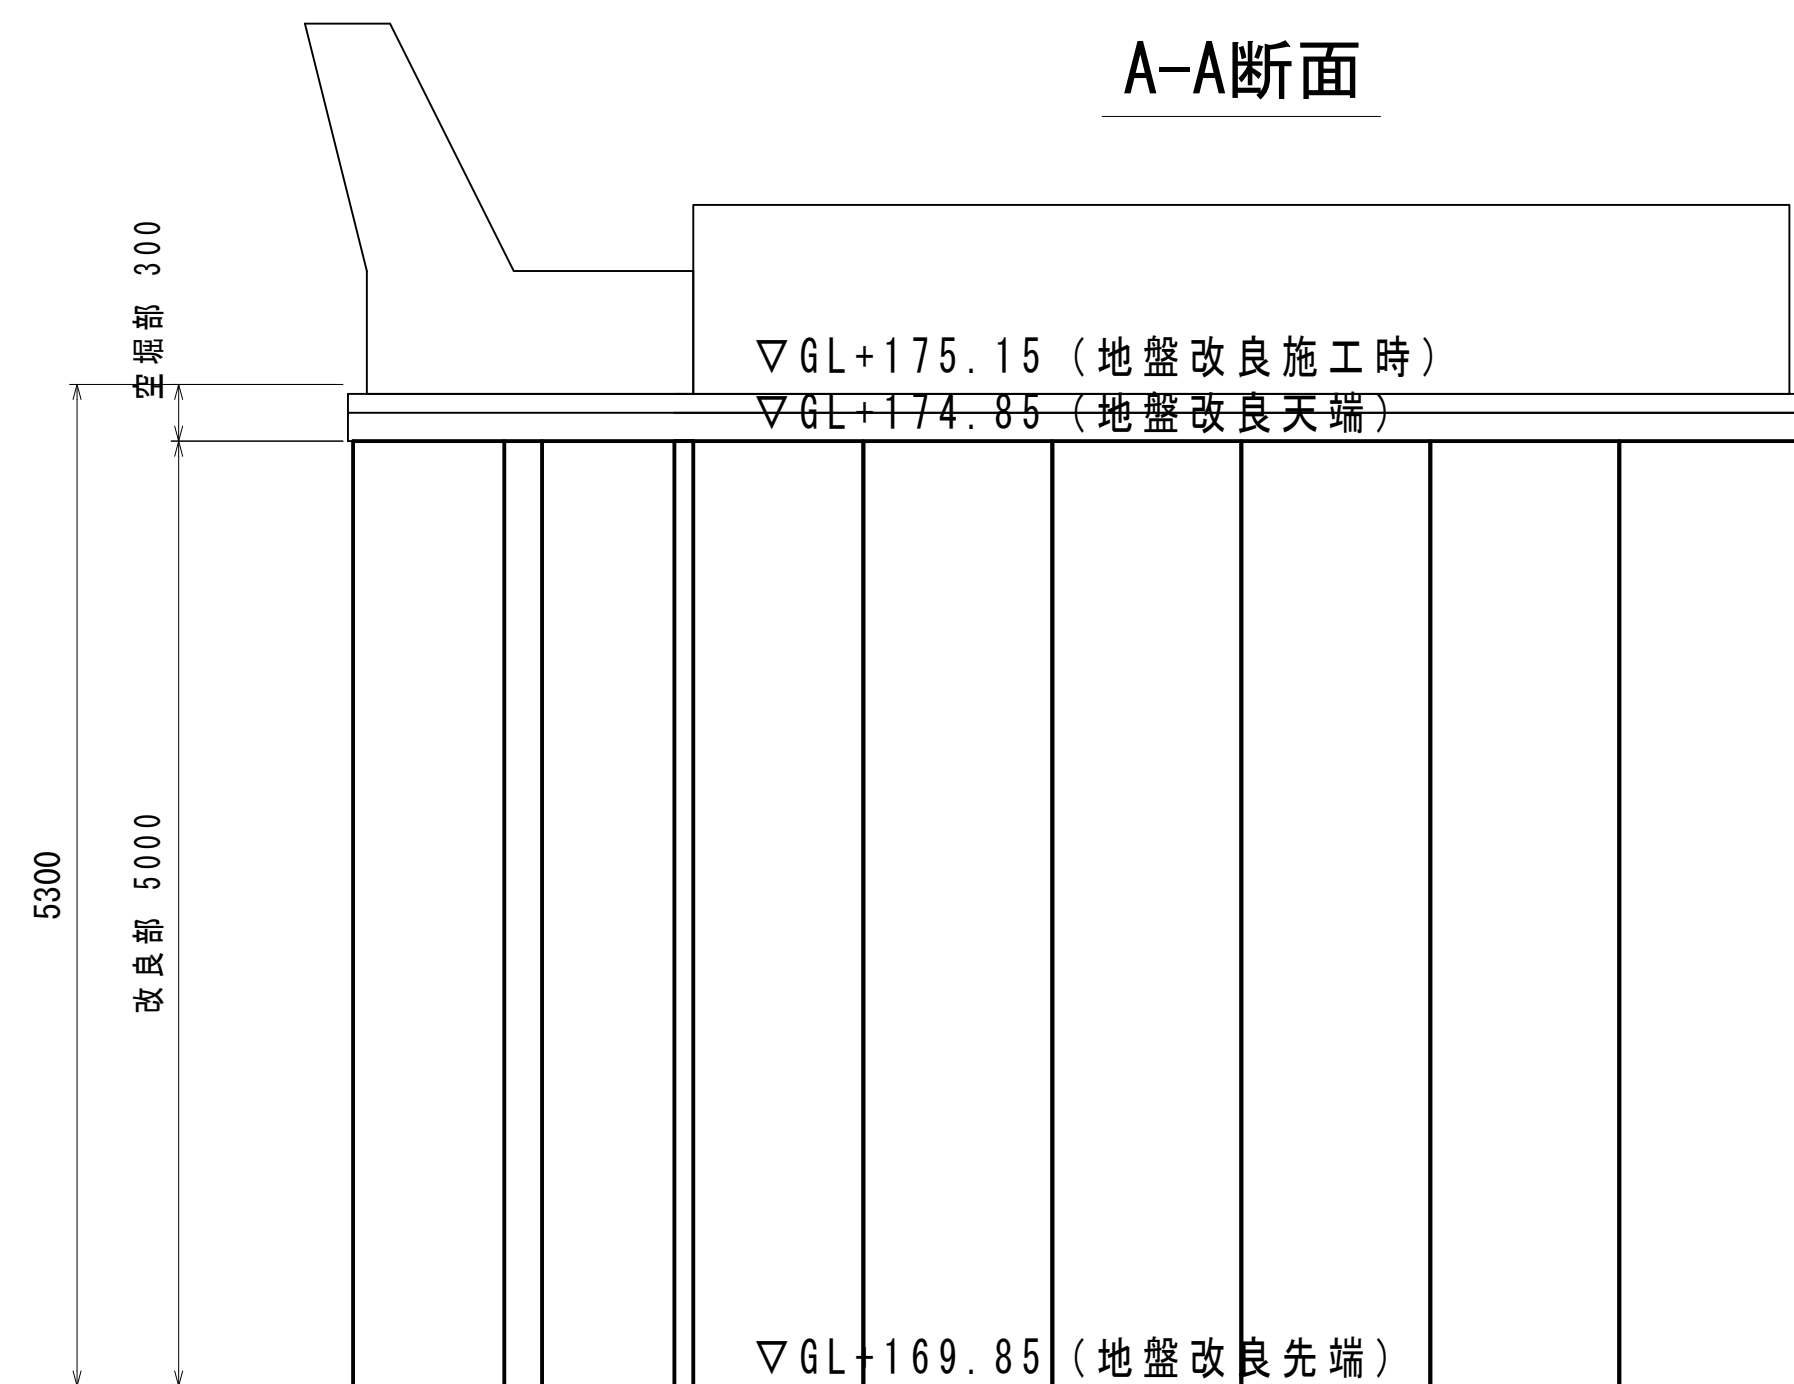 A-A断面
空堀部 300
▽GL+175.15(地盤改良施工時)
▽GL+174.85(地盤改良天端)
5300
改良部 5000
▽GL+169.85(地盤改良先端)